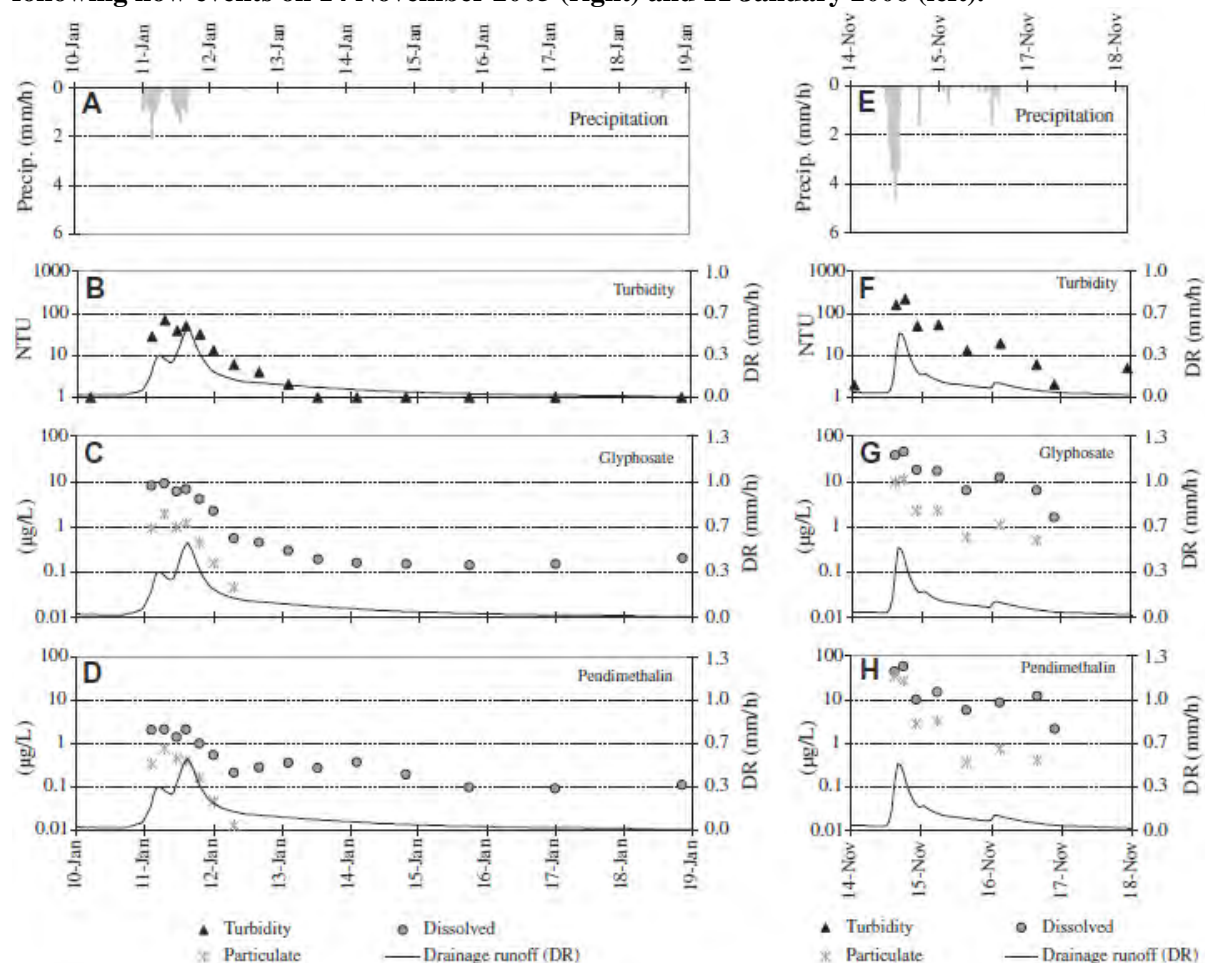 following flow events on November (right) and January (left).
10-Jan 11-Jan 12-Jan 13-Jan 14-Jan 15-Jan 16-Jan 17-Jan 18-Jan 19-Jan
0
2
4
6
Precip. (mm/h)
A
Precipitation
14-Nov 15-Nov 17-Nov 18-Nov
0
2
4
6
Precip. (mm/h)
E
Precipitation
1000
100
10
1
NTU
B
Turbidity
1.0
0.7
0.3
0.0
DR (mm/h)
1000
100
10
1
NTU
F
Turbidity
1.0
0.7
0.3
0.0
DR (mm/h)
100
10
1
0.1
0.01
(µg/L)
C
Glyphosate
1.3
1.0
0.7
0.3
0.0
DR (mm/h)
100
10
1
0.1
0.01
(µg/L)
G
Glyphosate
1.3
1.0
0.7
0.3
0.0
DR (mm/h)
100
10
1
0.1
0.01
(µg/L)
D
Pendimethalin
1.3
1.0
0.7
0.3
0.0
DR (mm/h)
10-Jan 11-Jan 12-Jan 13-Jan 14-Jan 15-Jan 16-Jan 17-Jan 18-Jan 19-Jan
100
10
1
0.1
0.01
(µg/L)
H
Pendimethalin
1.3
1.0
0.7
0.3
0.0
DR (mm/h)
14-Nov 15-Nov 16-Nov 17-Nov 18-Nov
Turbidity Dissolved
Particulate Drainage runoff (DR)
Turbidity Dissolved
Particulate Drainage runoff (DR)